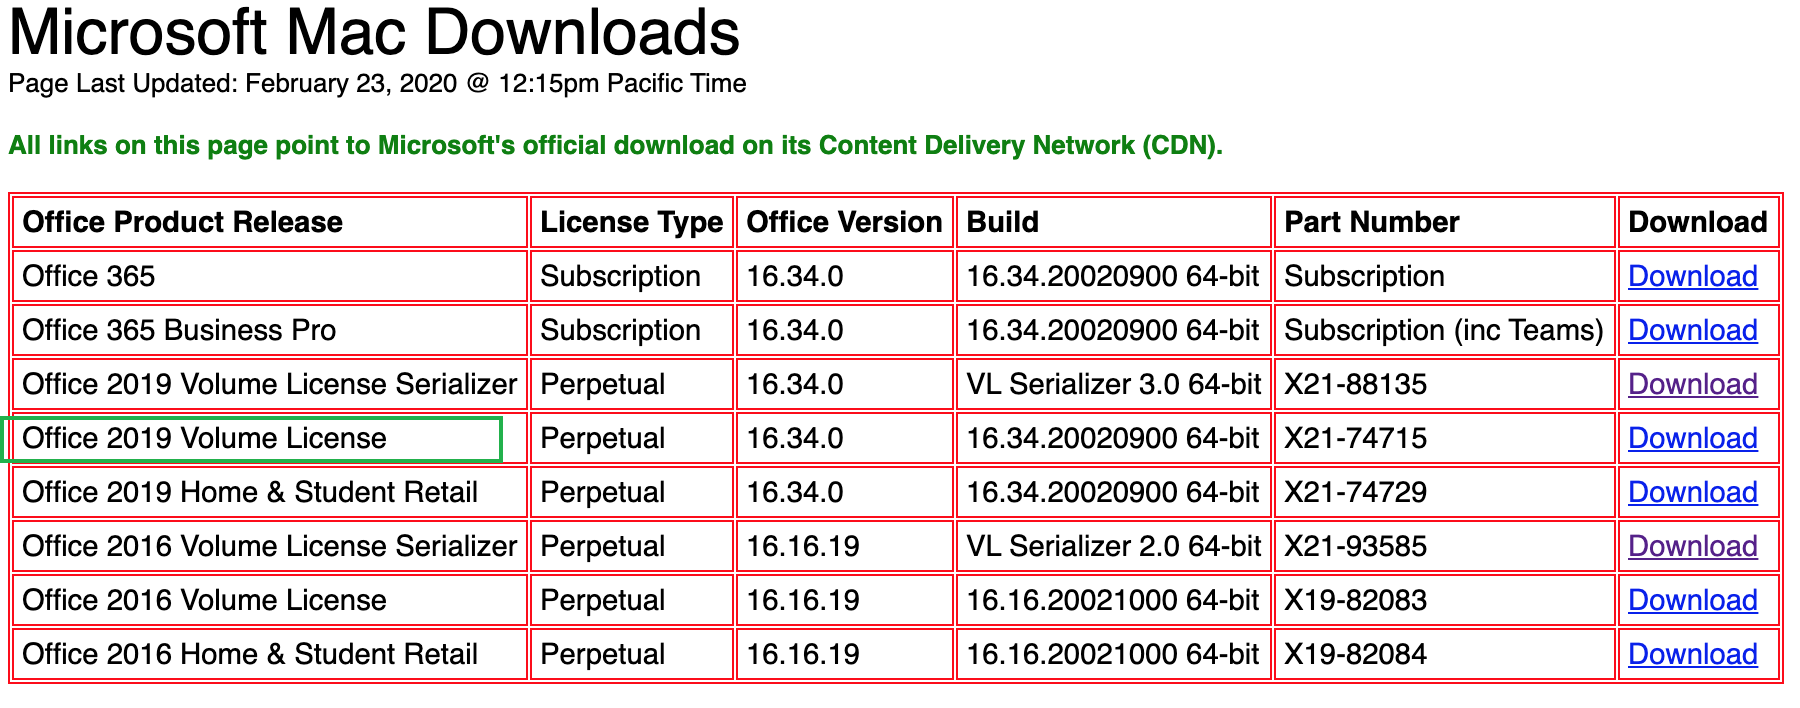 Microsoft Mac Downloads
Page Last Updated: February 23, 2020 @ 12:15pm Pacific Time
All links on this page point to Microsoft's official download on its Content Delivery Network (CDN).
Office Product Release License Type Office Version Build Part Number Download
Office 365 Subscription 16.34.0 16.34.20020900 64-bit Subscription Download
Office 365 Business Pro Subscription 16.34.0 16.34.20020900 64-bit Subscription (inc Teams) Download
Office 2019 Volume License Serializer Perpetual 16.34.0 VL Serializer 3.0 64-bit X21-88135 Download
Office 2019 Volume License Perpetual 16.34.0 16.34.20020900 64-bit X21-74715 Download
Office 2019 Home & Student Retail Perpetual 16.34.0 16.34.20020900 64-bit X21-74729 Download
Office 2016 Volume License Serializer Perpetual 16.16.19 VL Serializer 2.0 64-bit X21-93585 Download
Office 2016 Volume License Perpetual 16.16.19 16.16.20021000 64-bit X19-82083 Download
Office 2016 Home & Student Retail Perpetual 16.16.19 16.16.20021000 64-bit X19-82084 Download